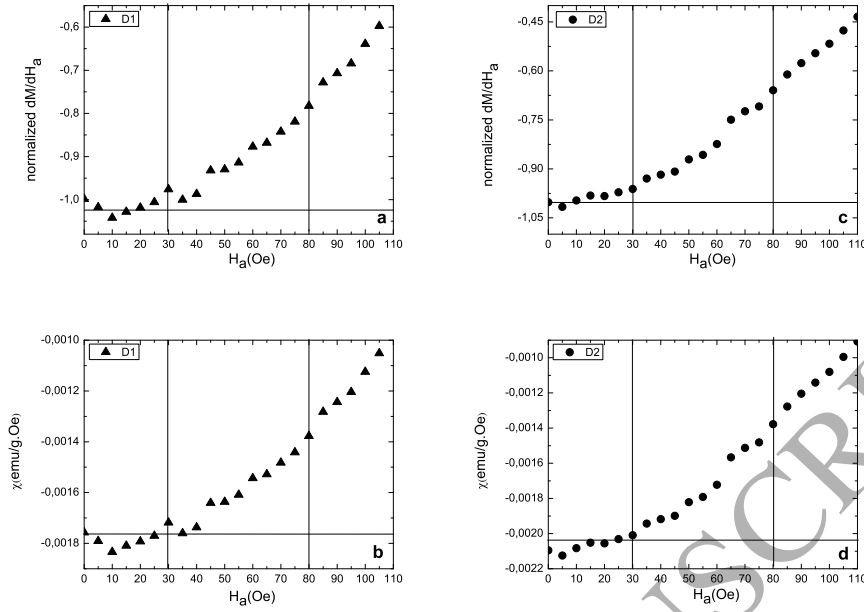 D1
-0,6
-0,7
-0,8
-0,9
-1,0
normalized dM/dHa
0 10 20 30 40 50 60 70 80 90 100 110
Ha(Oe)
a
D2
-0,45
-0,60
-0,75
-0,90
-1,05
normalized dM/dHa
0 10 20 30 40 50 60 70 80 90 100 110
Ha(Oe)
c
D1
-0,0010
-0,0012
-0,0014
-0,0016
-0,0018
χ(emu/g.Oe)
0 10 20 30 40 50 60 70 80 90 100 110
Ha(Oe)
b
D2
-0,0010
-0,0012
-0,0014
-0,0016
-0,0018
-0,0020
-0,0022
χ(emu/g.Oe)
0 10 20 30 40 50 60 70 80 90 100 110
Ha(Oe)
d